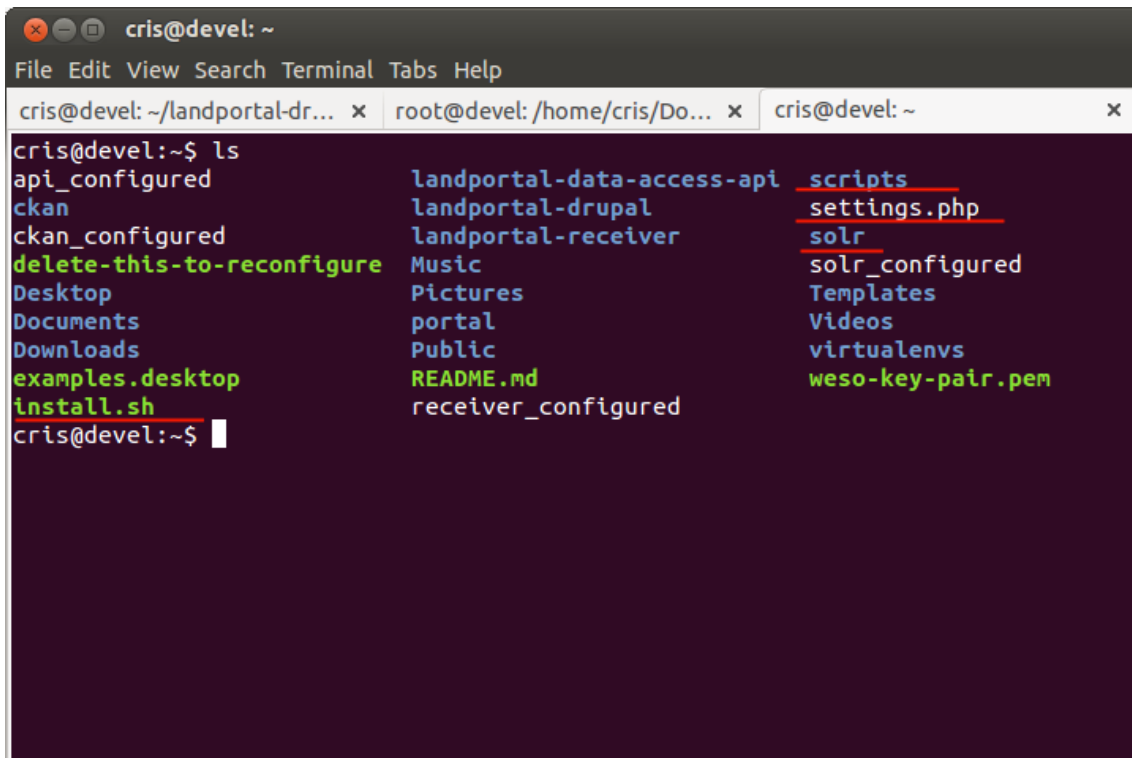 cris@devel: ~
File Edit View Search Terminal Tabs Help
cris@devel: ~/landportal-dr... × root@devel: /home/cris/Do... × cris@devel: ~ ×
cris@devel:~$ ls
api_configured landportal-data-access-api scripts
ckan landportal-drupal settings.php
ckan_configured landportal-receiver solr
delete-this-to-reconfigure Music solr_configured
Desktop Pictures Templates
Documents portal Videos
Downloads Public virtualenvs
examples.desktop README.md weso-key-pair.pem
install.sh receiver_configured
cris@devel:~$